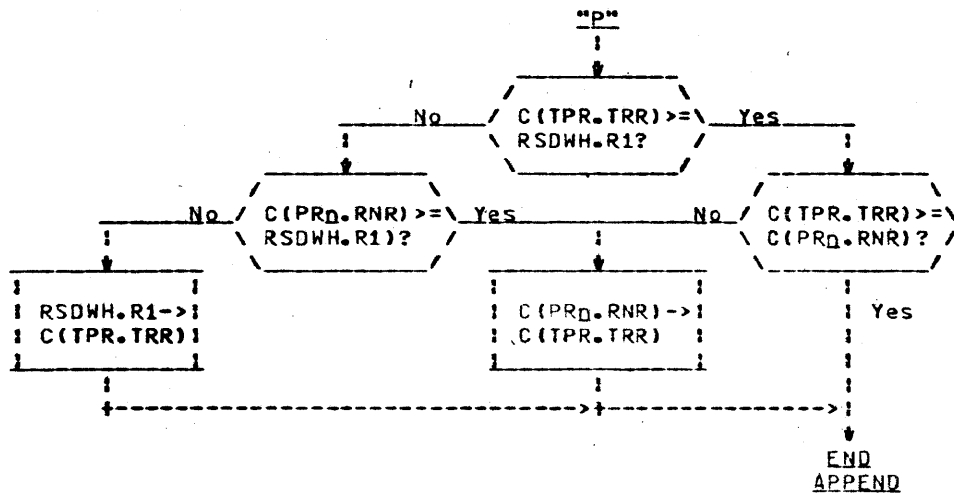 "P"
No
C(TPR.TRR)>=
RSDWH.R1?
Yes
No
C(PRn.RNR)>=
RSDWH.R1)?
Yes
No
C(TPR.TRR)>=
C(PRn.RNR)?
RSDWH.R1->
C(TPR.TRR)
C(PRn.RNR)->
C(TPR.TRR)
Yes
END
APPEND